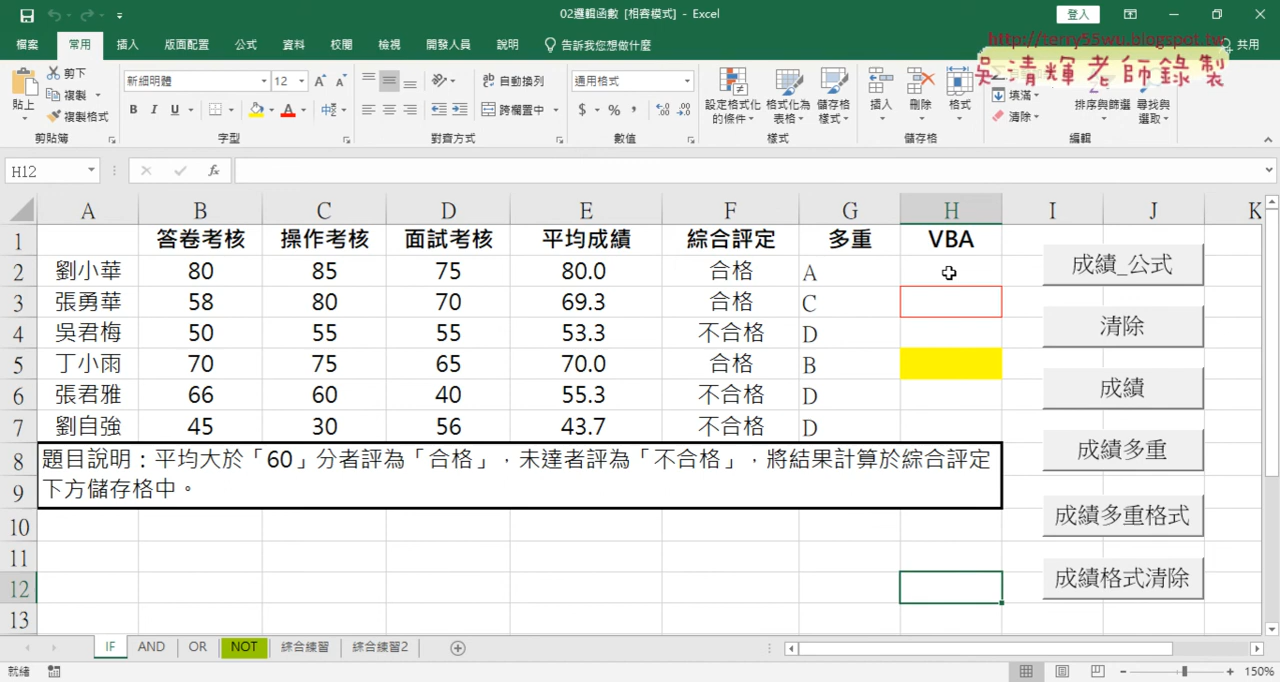 02邏輯函數 [相容模式] - Excel
登入
檔案 常用 插入 版面配置 公式 資料 校閱 檢視 開發人員 說明 告訴我您想做什麼 共用
http://terry55wu.blogspot.tw
吳清輝老師錄製
貼上 剪下 複製 複製格式 剪貼簿
新細明體 12 B I U A 中 字型
自動換列 跨欄置中 對齊方式
通用格式 $ % , 數值
設定格式化的條件 格式化為表格 儲存格樣式 樣式
插入 刪除 格式 儲存格
填滿 清除 排序與篩選 尋找與選取 編輯
H12 fx
A B C D E F G H I J K
1 答卷考核 操作考核 面試考核 平均成績 綜合評定 多重 VBA
2 劉小華 80 85 75 80.0 合格 A 成績_公式
3 張勇華 58 80 70 69.3 合格 C 清除
4 吳君梅 50 55 55 53.3 不合格 D
5 丁小雨 70 75 65 70.0 合格 B 成績
6 張君雅 66 60 40 55.3 不合格 D
7 劉自強 45 30 56 43.7 不合格 D 成績多重
8 題目說明：平均大於「60」分者評為「合格」，未達者評為「不合格」，將結果計算於綜合評定
9 下方儲存格中。
10 成績多重格式
11
12 成績格式清除
13
IF AND OR NOT 綜合練習 綜合練習2
就緒 150%